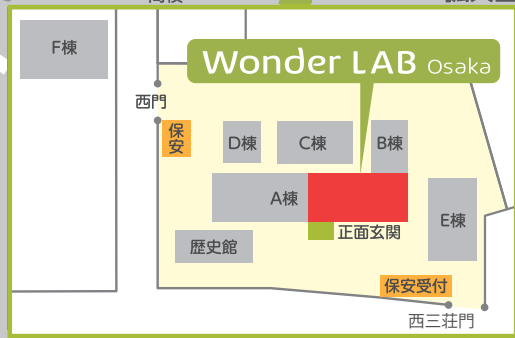 F棟
Wonder LAB Osaka
西門
保安
D棟
C棟
B棟
A棟
正面玄関
E棟
歴史館
保安受付
西三荘門